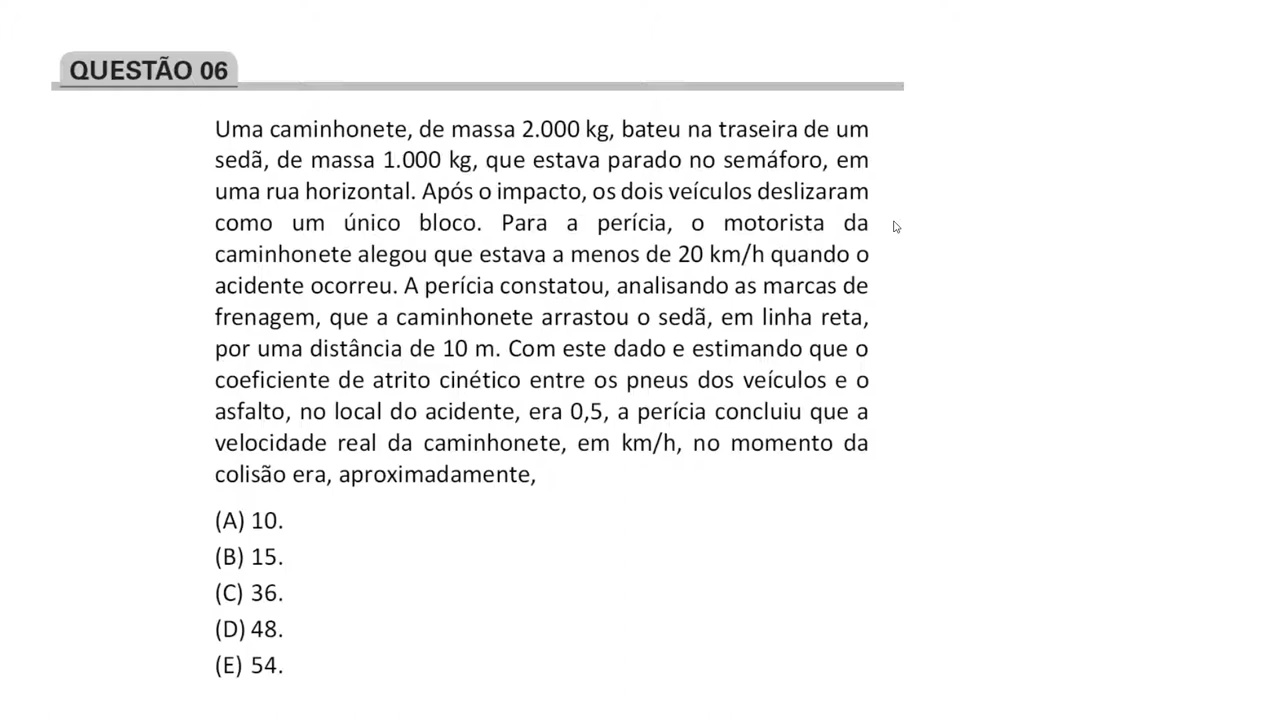 QUESTÃO 06
Uma caminhonete, de massa 2.000 kg, bateu na traseira de um
sedã, de massa 1.000 kg, que estava parado no semáforo, em
uma rua horizontal. Após o impacto, os dois veículos deslizaram
como um único bloco. Para a perícia, o motorista da
caminhonete alegou que estava a menos de 20 km/h quando o
acidente ocorreu. A perícia constatou, analisando as marcas de
frenagem, que a caminhonete arrastou o sedã, em linha reta,
por uma distância de 10 m. Com este dado e estimando que o
coeficiente de atrito cinético entre os pneus dos veículos e o
asfalto, no local do acidente, era 0,5, a perícia concluiu que a
velocidade real da caminhonete, em km/h, no momento da
colisão era, aproximadamente,
(A) 10.
(B) 15.
(C) 36.
(D) 48.
(E) 54.